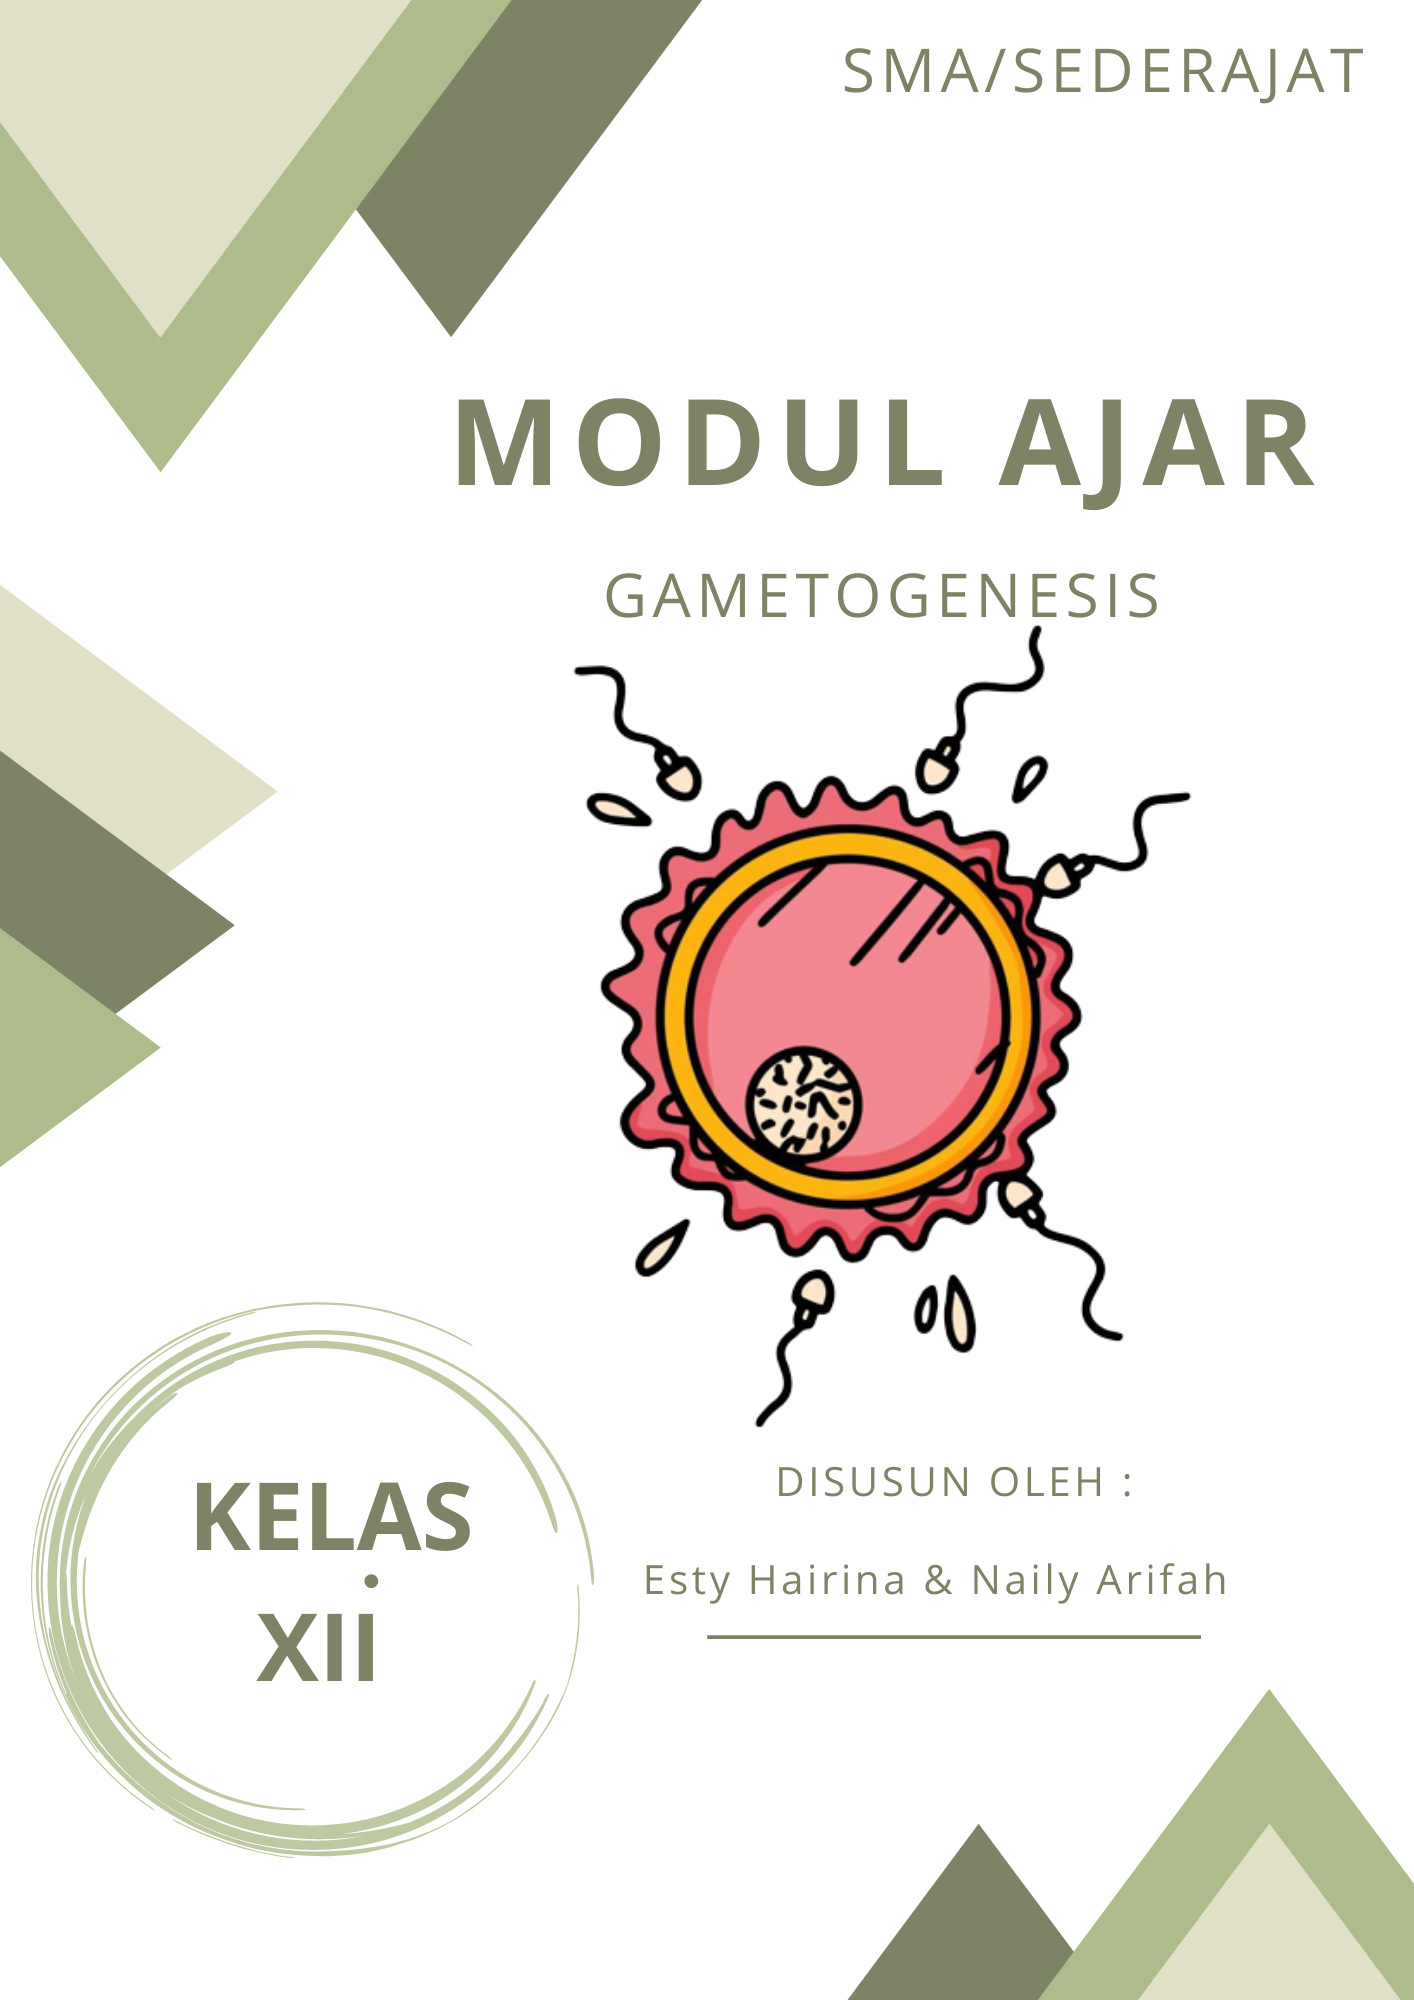 SMA/SEDERAJAT
MODUL AJAR
GAMETOGENESIS
DISUSUN OLEH :
Esty Hairina & Naily Arifah
KELAS
XIi